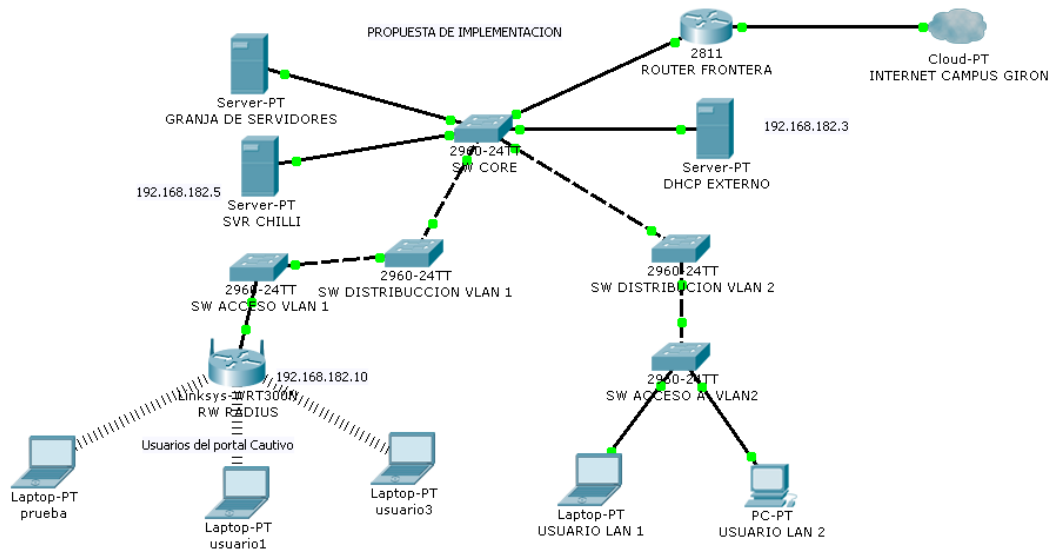 PROPUESTA DE IMPLEMENTACION
2811
ROUTER FRONTERA
Cloud-PT
INTERNET CAMPUS GIRON
Server-PT
GRANJA DE SERVIDORES
2960-24TT
SW CORE
192.168.182.3
Server-PT
DHCP EXTERNO
192.168.182.5
Server-PT
SVR CHILLI
2960-24TT
SW DISTRIBUCCION VLAN 1
2960-24TT
SW ACCESO VLAN 1
2960-24TT
SW DISTRIBUCION VLAN 2
192.168.182.10
Linksys-WRT300N
RW RADIUS
2960-24TT
SW ACCESO A VLAN2
Usuarios del portal Cautivo
Laptop-PT
prueba
Laptop-PT
usuario1
Laptop-PT
usuario3
Laptop-PT
USUARIO LAN 1
PC-PT
USUARIO LAN 2